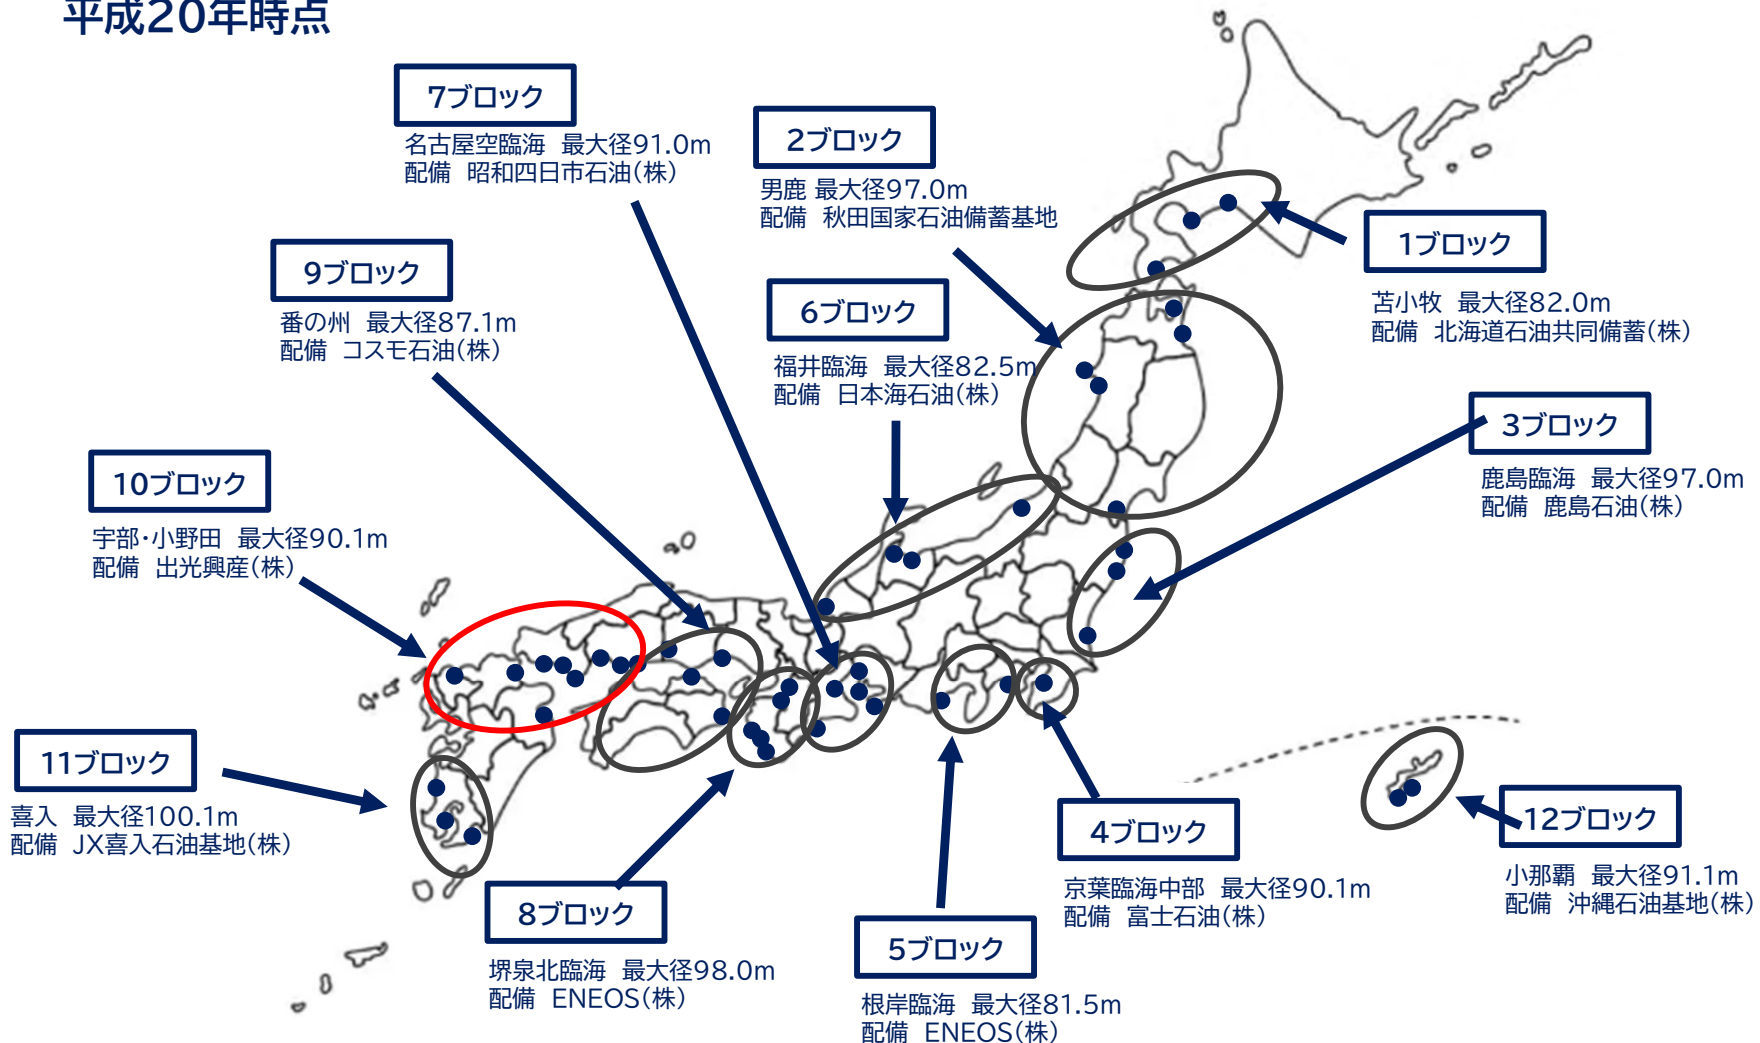 平成20年時点
7ブロック
名古屋空臨海 最大径91.0m
配備 昭和四日市石油(株)
2ブロック
男鹿 最大径97.0m
配備 秋田国家石油備蓄基地
1ブロック
苫小牧 最大径82.0m
配備 北海道石油共同備蓄(株)
9ブロック
番の州 最大径87.1m
配備 コスモ石油(株)
6ブロック
福井臨海 最大径82.5m
配備 日本海石油(株)
3ブロック
鹿島臨海 最大径97.0m
配備 鹿島石油(株)
10ブロック
宇部・小野田 最大径90.1m
配備 出光興産(株)
11ブロック
喜入 最大径100.1m
配備 JX喜入石油基地(株)
8ブロック
堺泉北臨海 最大径98.0m
配備 ENEOS(株)
5ブロック
根岸臨海 最大径81.5m
配備 ENEOS(株)
4ブロック
京葉臨海中部 最大径90.1m
配備 富士石油(株)
12ブロック
小那覇 最大径91.1m
配備 沖縄石油基地(株)